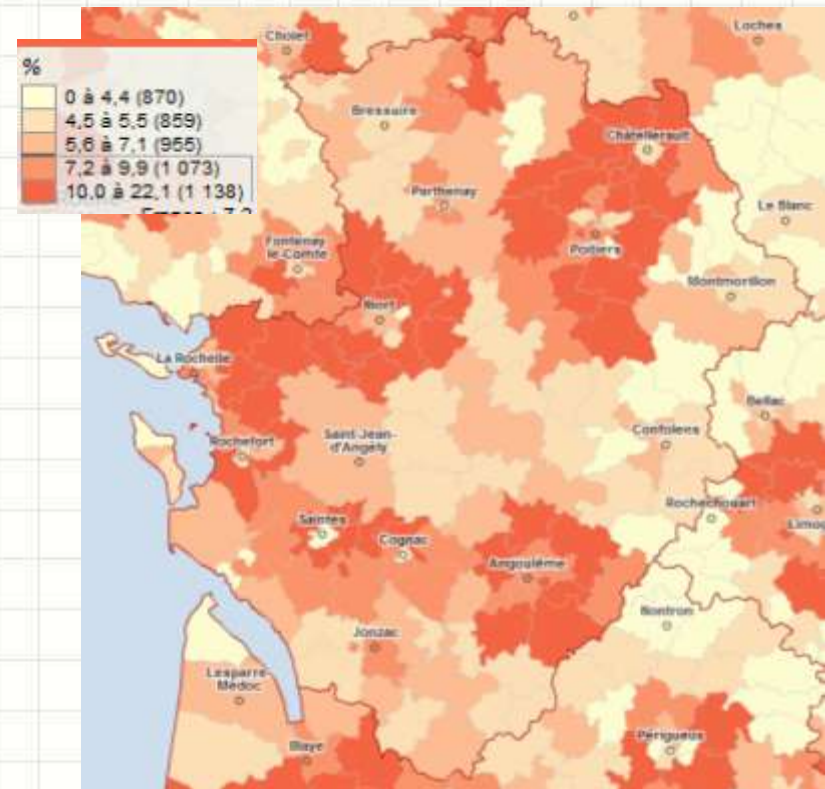 Cholet
Loches
%
0 à 4,4 (870)
4,5 à 5,5 (859)
5,6 à 7,1 (955)
7,2 à 9,9 (1 073)
10,0 à 22,1 (1 138)
Bressuire
Châtellerault
Parthenay
Le Blanc
Fontenay
le-Comte
Poitiers
Montmorillon
Niort
La Rochelle
Bellac
Rochefort
Saint-Jean-
d'Angély
Confolens
Rochechouart
Saintes
Limog
Cognac
Angoulême
Nontron
Jonzac
Lesparre-
Médoc
Périgueux
Blaye